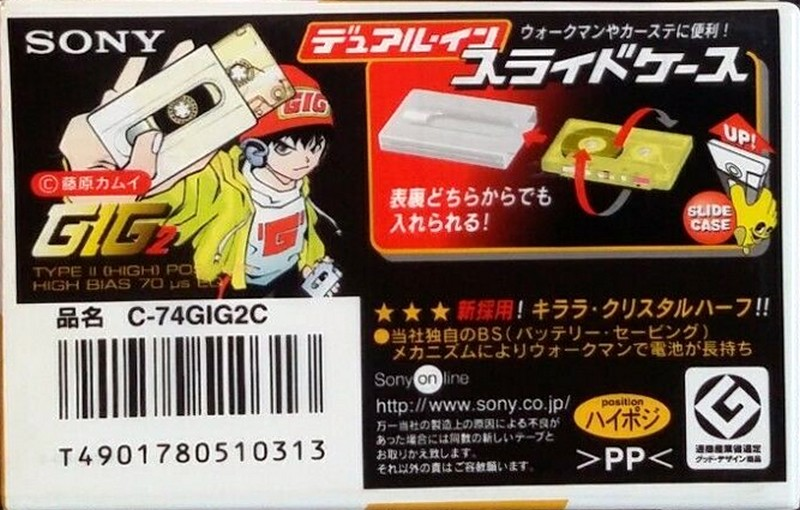 SONY
デュアル・イン
ウォークマンやカーステに便利！
スライドケース
GIG
UP!
Ⓒ藤原カムイ
表裏どちらからでも
入れられる！
SLIDE
CASE
GIG2
"G"
TYPE II (HIGH) PO
HIGH BIAS 70 μs EQ
品名 C-74GIG2C
T4901780510313
★★★新採用！キララ・クリスタルハーフ!!
●当社独自のBS（バッテリー・セービング）
メカニズムによりウォークマンで電池が長持ち
Sony on line
http://www.sony.co.jp/
万一当社の製造上の原因による不良が
あった場合には同数の新しいテープと
お取りかえ致します。
それ以外の責はご容赦願います。
position
ハイポジ
>PP<
G
通商産業省選定
グッド・デザイン商品